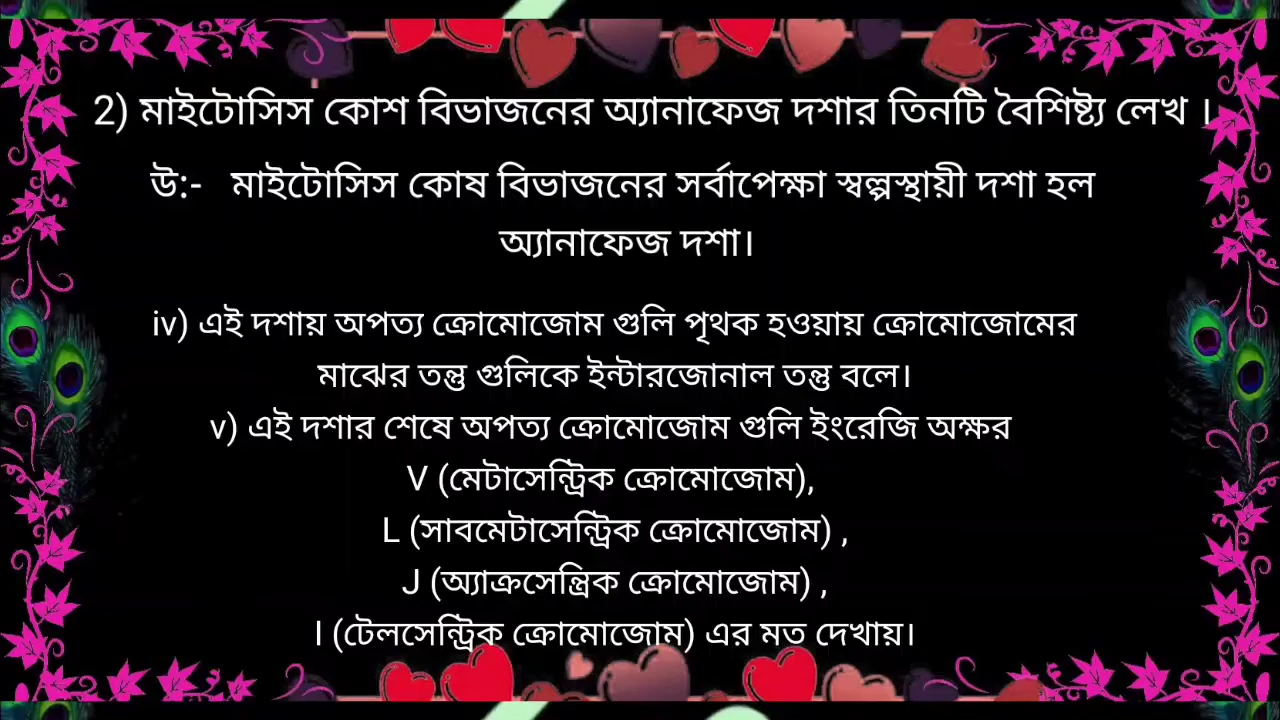 2) মাইটোসিস কোশ বিভাজনের অ্যানাফেজ দশার তিনটি বৈশিষ্ট্য লেখ ।
উ:- মাইটোসিস কোষ বিভাজনের সর্বাপেক্ষা স্বল্পস্থায়ী দশা হল
অ্যানাফেজ দশা।
iv) এই দশায় অপত্য ক্রোমোজোম গুলি পৃথক হওয়ায় ক্রোমোজোমের
মাঝের তন্তু গুলিকে ইন্টারজোনাল তন্তু বলে।
v) এই দশার শেষে অপত্য ক্রোমোজোম গুলি ইংরেজি অক্ষর
V (মেটাসেন্ট্রিক ক্রোমোজোম),
L (সাবমেটাসেন্ট্রিক ক্রোমোজোম) ,
J (অ্যাক্রসেন্ত্রিক ক্রোমোজোম) ,
I (টেলসেন্ট্রিক ক্রোমোজোম) এর মত দেখায়।